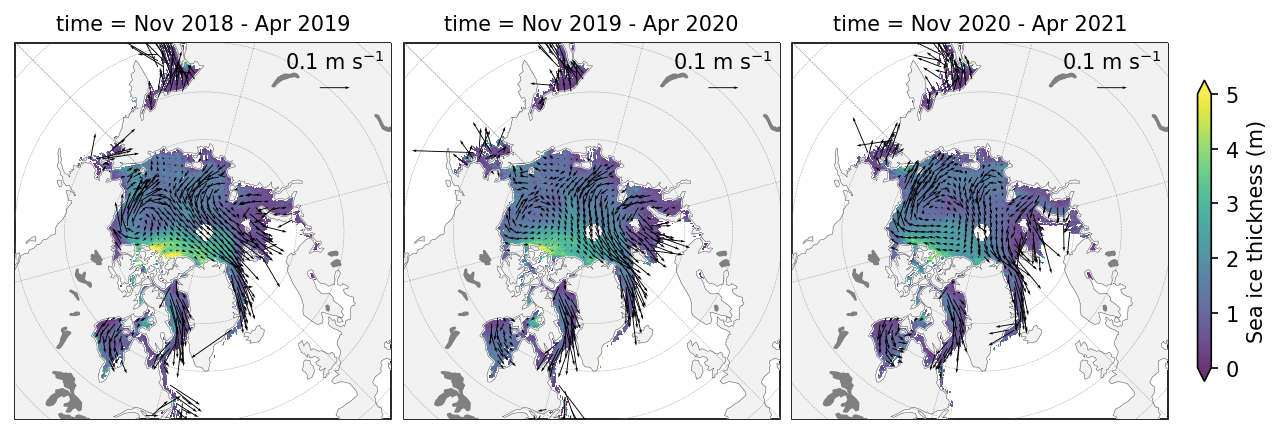 time = Nov 2018 - Apr 2019
time = Nov 2019 - Apr 2020
time = Nov 2020 - Apr 2021
0.1 m s⁻¹
0.1 m s⁻¹
0.1 m s⁻¹
5
4
3
2
1
0
Sea ice thickness (m)